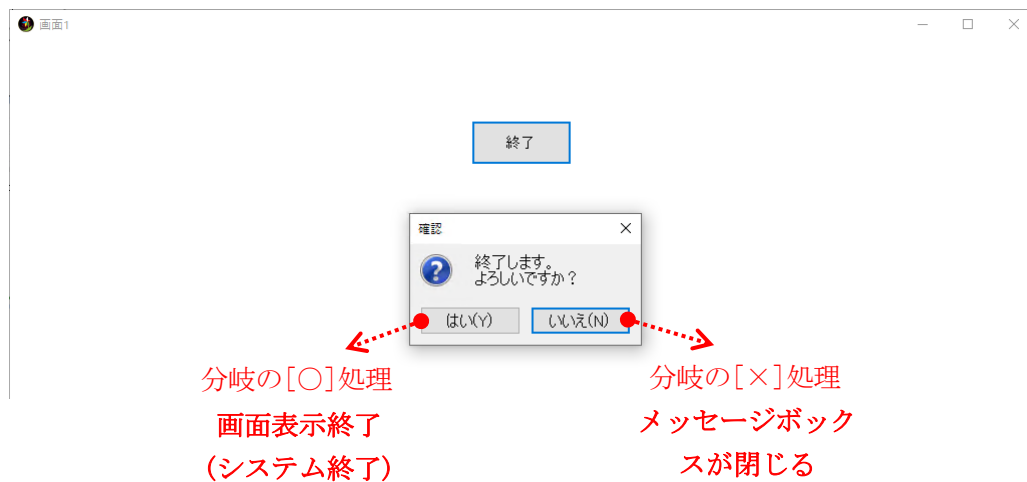 画面1
終了
確認
終了します。
よろしいですか？
はい(Y)
いいえ(N)
分岐の[○]処理
画面表示終了
(システム終了)
分岐の[×]処理
メッセージボック
スが閉じる